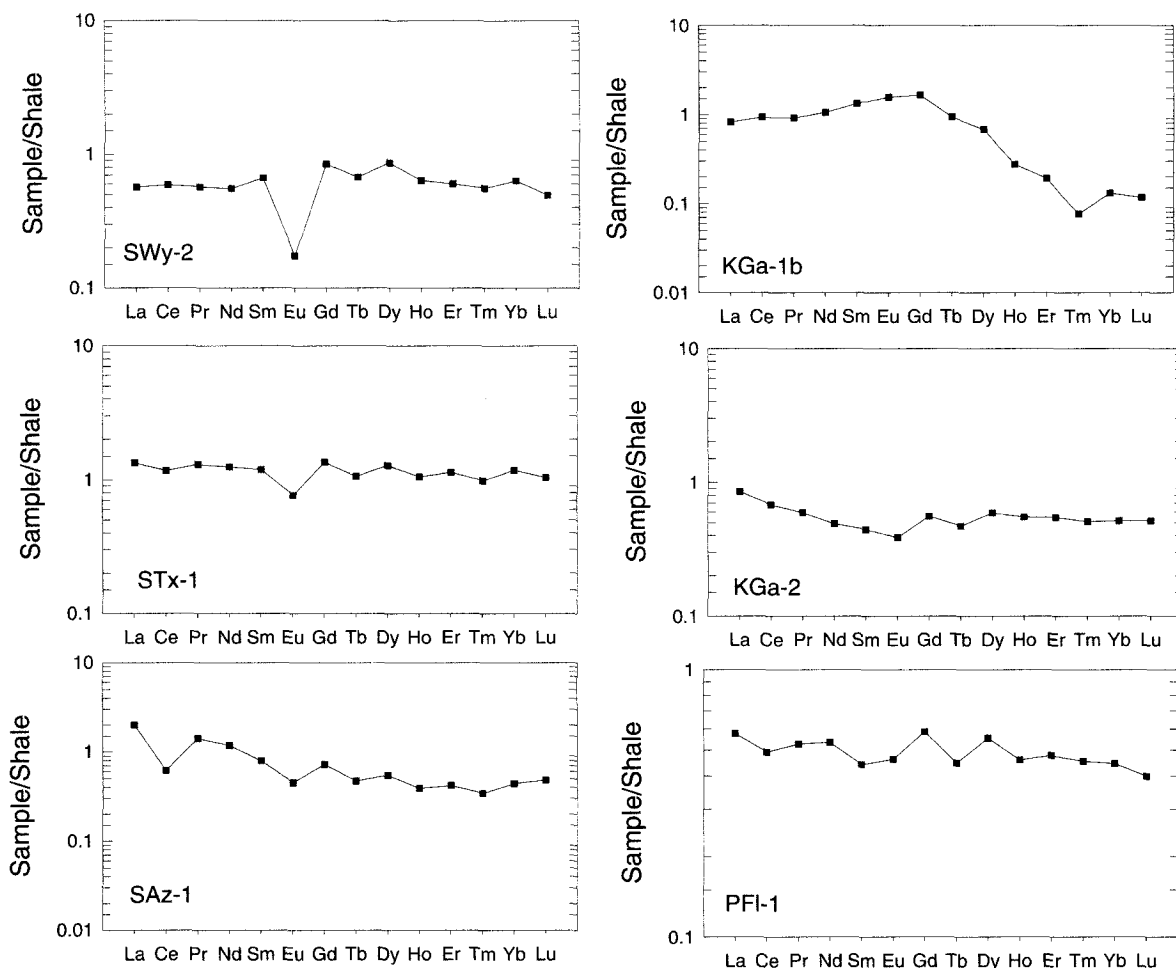 10
Sample/Shale
1
SWy-2
0.1
La Ce Pr Nd Sm Eu Gd Tb Dy Ho Er Tm Yb Lu
10
Sample/Shale
1
0.1
KGa-1b
0.01
La Ce Pr Nd Sm Eu Gd Tb Dy Ho Er Tm Yb Lu
10
Sample/Shale
1
STx-1
0.1
La Ce Pr Nd Sm Eu Gd Tb Dy Ho Er Tm Yb Lu
10
Sample/Shale
1
KGa-2
0.1
La Ce Pr Nd Sm Eu Gd Tb Dy Ho Er Tm Yb Lu
10
Sample/Shale
1
0.1
SAz-1
0.01
La Ce Pr Nd Sm Eu Gd Tb Dy Ho Er Tm Yb Lu
1
Sample/Shale
PFl-1
0.1
La Ce Pr Nd Sm Eu Gd Tb Dy Ho Er Tm Yb Lu